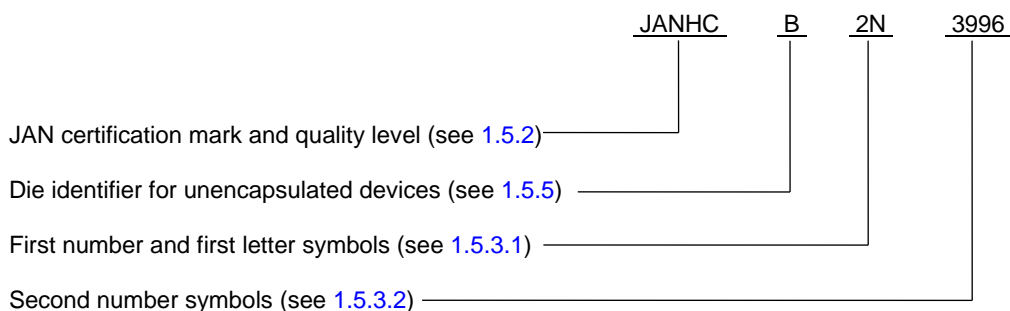 JANHC B 2N 3996
JAN certification mark and quality level (see 1.5.2)
Die identifier for unencapsulated devices (see 1.5.5)
First number and first letter symbols (see 1.5.3.1)
Second number symbols (see 1.5.3.2)